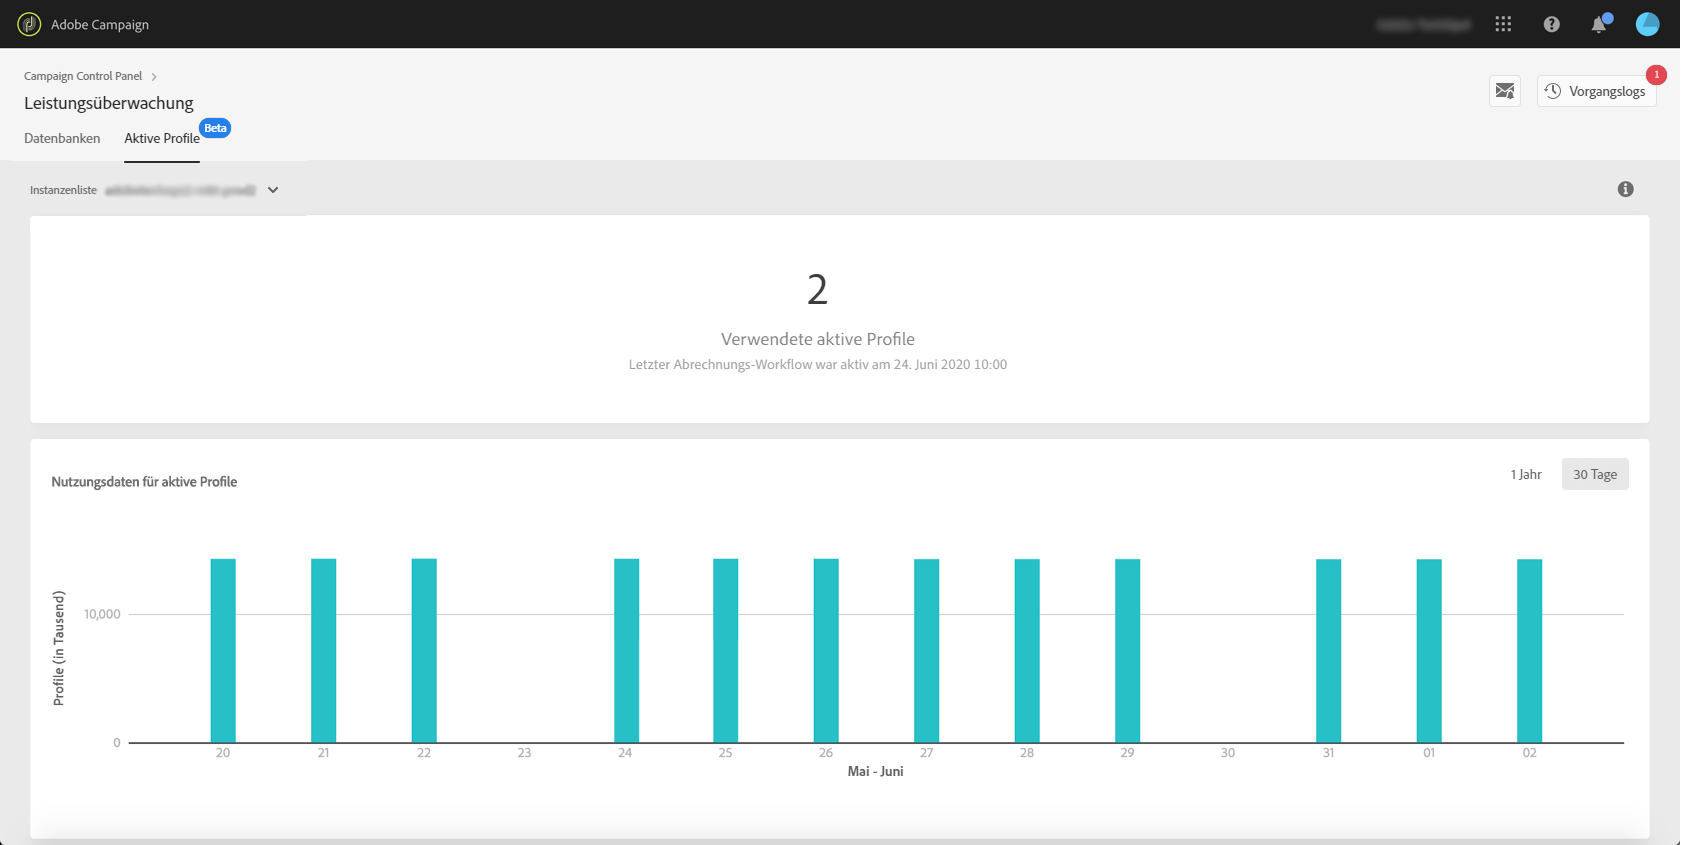 Adobe Campaign
Campaign Control Panel
Leistungsüberwachung
1
Vorgangslogs
Datenbanken
Aktive Profile
Beta
Instanzenliste
2
Verwendete aktive Profile
Letzter Abrechnungs-Workflow war aktiv am 24. Juni 2020 10:00
Nutzungsdaten für aktive Profile
1 Jahr
30 Tage
Profile (in Tausend)
10,000
0
20 21 22 23 24 25 26 27 28 29 30 31 01 02
Mai - Juni